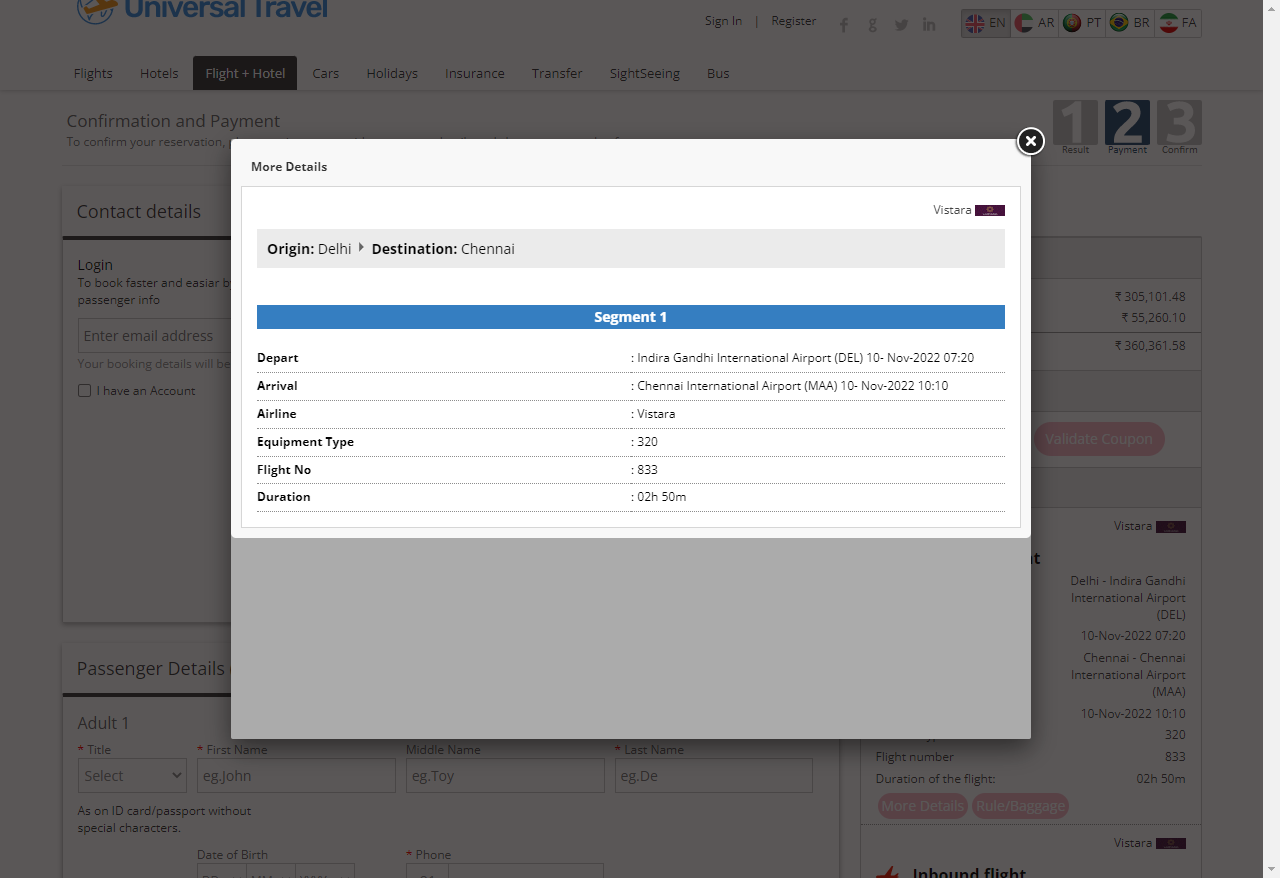 Universal Travel
Sign In | Register
EN AR PT BR FA
Flights Hotels Flight + Hotel Cars Holidays Insurance Transfer SightSeeing Bus
Confirmation and Payment
To confirm your reservation,
1 2 3
Result Payment Confirm
More Details
Vistara
Origin: Delhi Destination: Chennai
Segment 1
Depart : Indira Gandhi International Airport (DEL) 10- Nov-2022 07:20
Arrival : Chennai International Airport (MAA) 10- Nov-2022 10:10
Airline : Vistara
Equipment Type : 320
Flight No : 833
Duration : 02h 50m
Contact details
Login
To book faster and easiar
passenger info
Enter email address
Your booking details will be
I have an Account
₹ 305,101.48
₹ 55,260.10
₹ 360,361.58
Validate Coupon
Vistara
Delhi - Indira Gandhi
International Airport
(DEL)
10-Nov-2022 07:20
Chennai - Chennai
International Airport
(MAA)
10-Nov-2022 10:10
320
Flight number 833
Duration of the flight: 02h 50m
More Details Rule/Baggage
Vistara
Inbound flight
Passenger Details
Adult 1
* Title * First Name Middle Name * Last Name
Select eg.John eg.Toy eg.De
As on ID card/passport without
special characters.
Date of Birth * Phone